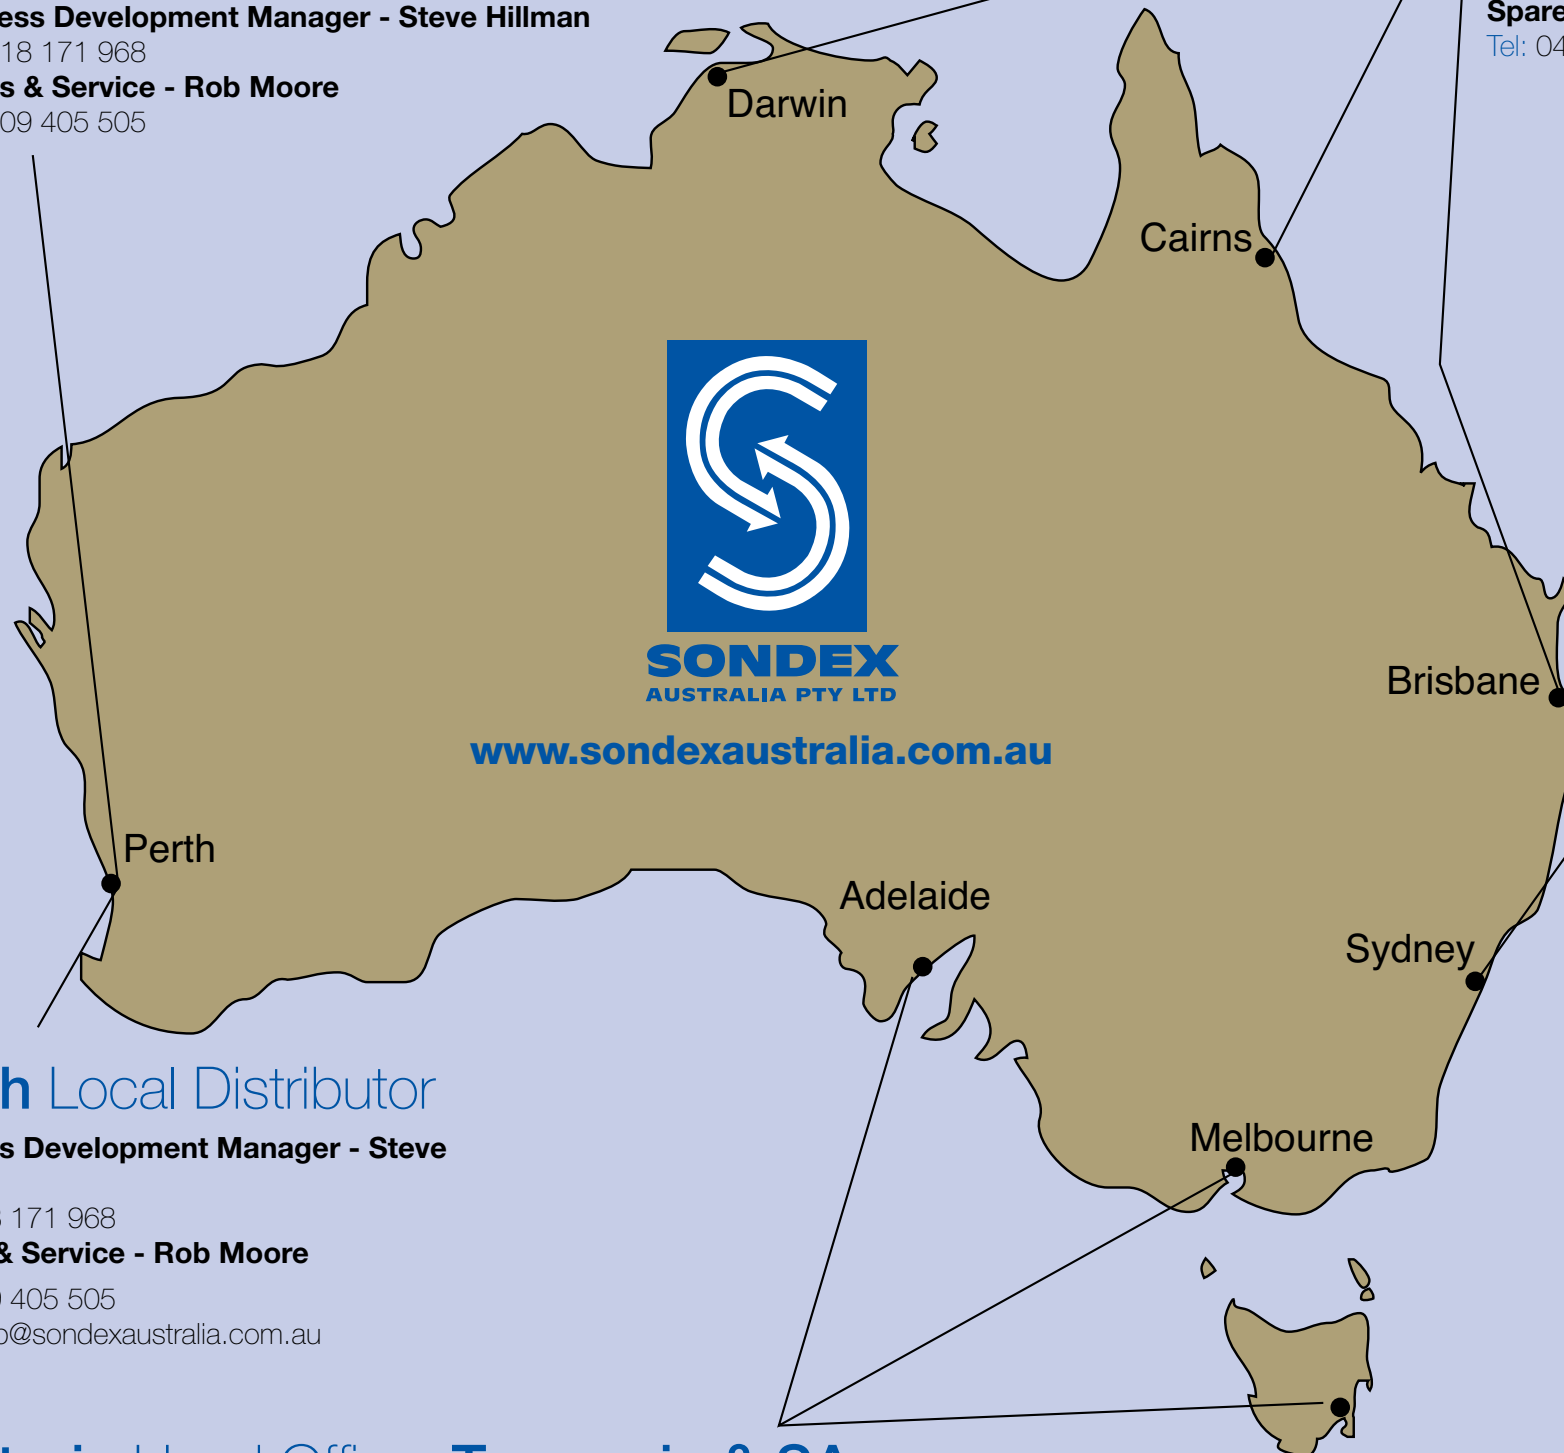 ess Development Manager - Steve Hillman
18 171 968
s & Service - Rob Moore
09 405 505
Spare
Tel: 04
Darwin
Cairns
SONDEX
AUSTRALIA PTY LTD
www.sondexaustralia.com.au
Brisbane
Perth
Adelaide
Sydney
Melbourne
h Local Distributor
s Development Manager - Steve
171 968
& Service - Rob Moore
405 505
o@sondexaustralia.com.au